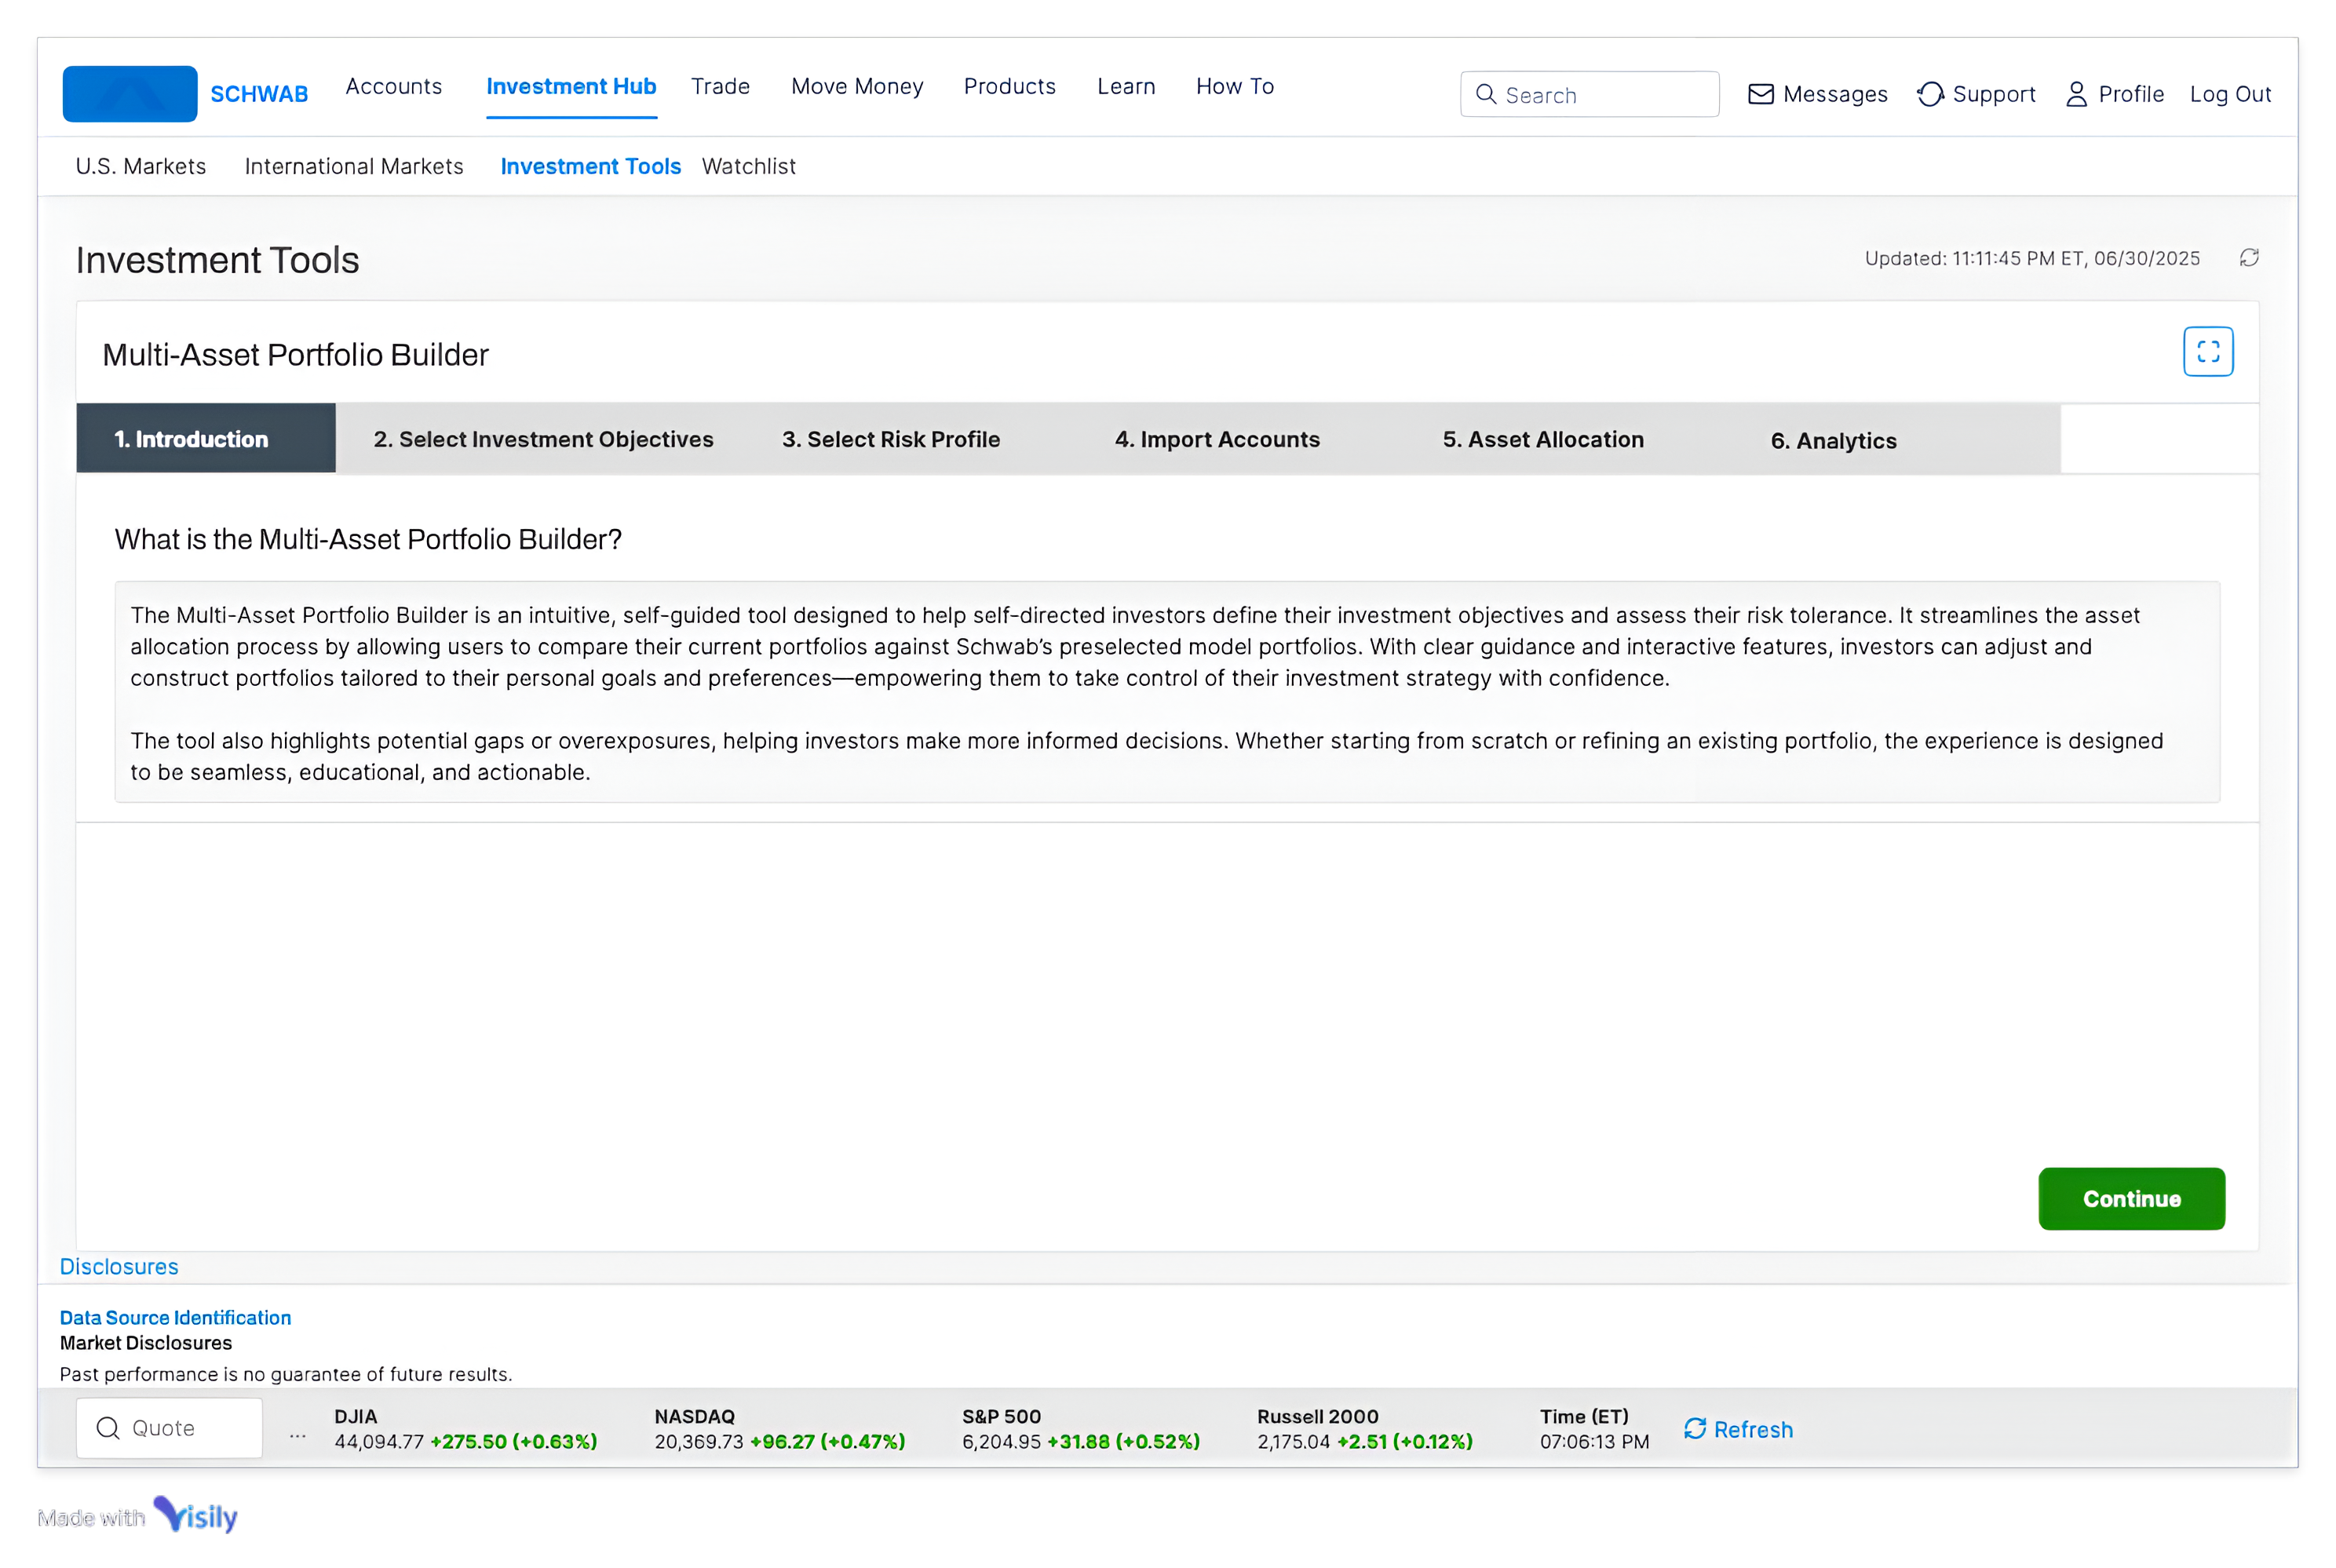 SCHWAB Accounts Investment Hub Trade Move Money Products Learn How To Search Messages Support Profile Log Out
U.S. Markets International Markets Investment Tools Watchlist
Investment Tools Updated: 11:11:45 PM ET, 06/30/2025
Multi-Asset Portfolio Builder
1. Introduction 2. Select Investment Objectives 3. Select Risk Profile 4. Import Accounts 5. Asset Allocation 6. Analytics
What is the Multi-Asset Portfolio Builder?
The Multi-Asset Portfolio Builder is an intuitive, self-guided tool designed to help self-directed investors define their investment objectives and assess their risk tolerance. It streamlines the asset
allocation process by allowing users to compare their current portfolios against Schwab’s preselected model portfolios. With clear guidance and interactive features, investors can adjust and
construct portfolios tailored to their personal goals and preferences—empowering them to take control of their investment strategy with confidence.
The tool also highlights potential gaps or overexposures, helping investors make more informed decisions. Whether starting from scratch or refining an existing portfolio, the experience is designed
to be seamless, educational, and actionable.
Continue
Disclosures
Data Source Identification
Market Disclosures
Past performance is no guarantee of future results.
Quote ... DJIA NASDAQ S&P 500 Russell 2000 Time (ET) Refresh
44,094.77 +275.50 (+0.63%) 20,369.73 +96.27 (+0.47%) 6,204.95 +31.88 (+0.52%) 2,175.04 +2.51 (+0.12%) 07:06:13 PM
Made with Visily